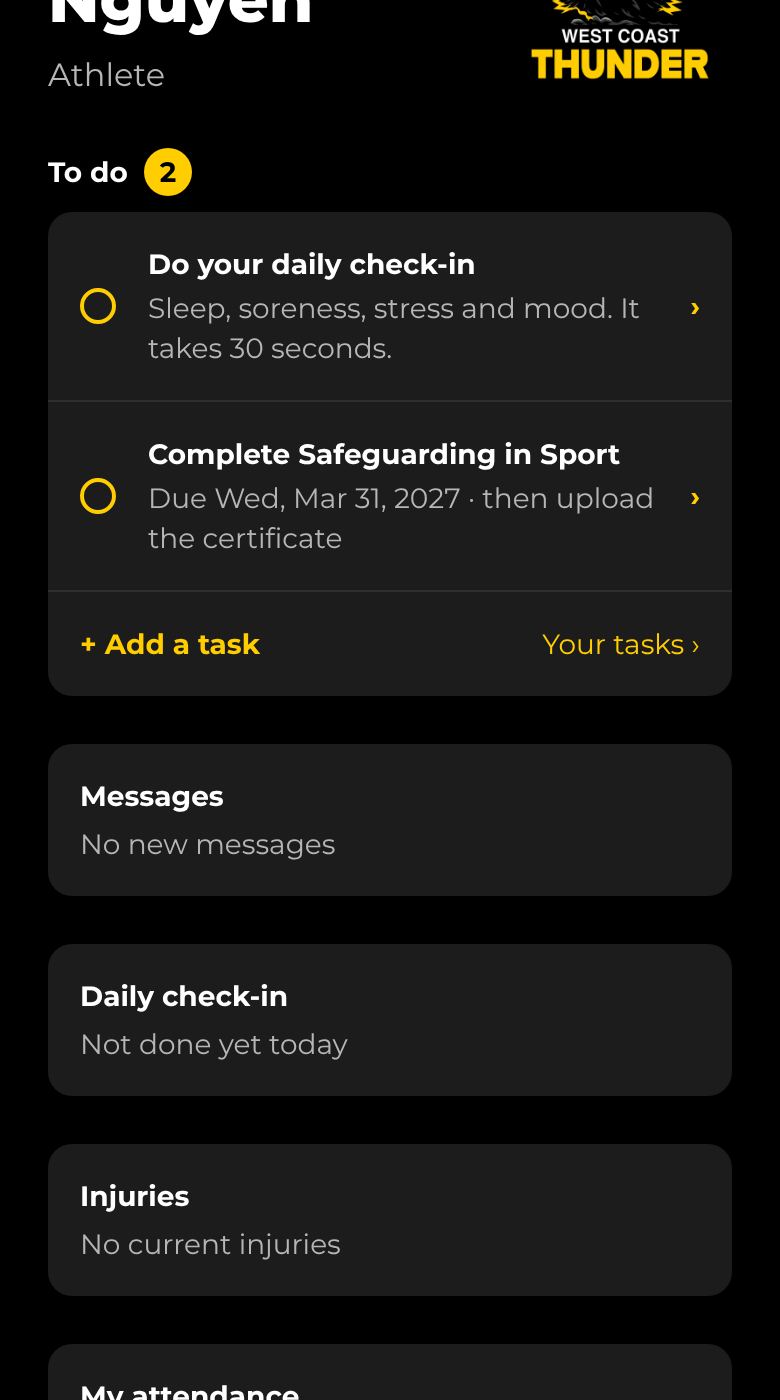 Nguyen
WEST COAST
THUNDER
Athlete
To do 2
Do your daily check-in
Sleep, soreness, stress and mood. It
takes 30 seconds.
›
Complete Safeguarding in Sport
Due Wed, Mar 31, 2027 · then upload
the certificate
›
+ Add a task
Your tasks ›
Messages
No new messages
Daily check-in
Not done yet today
Injuries
No current injuries
My attendance